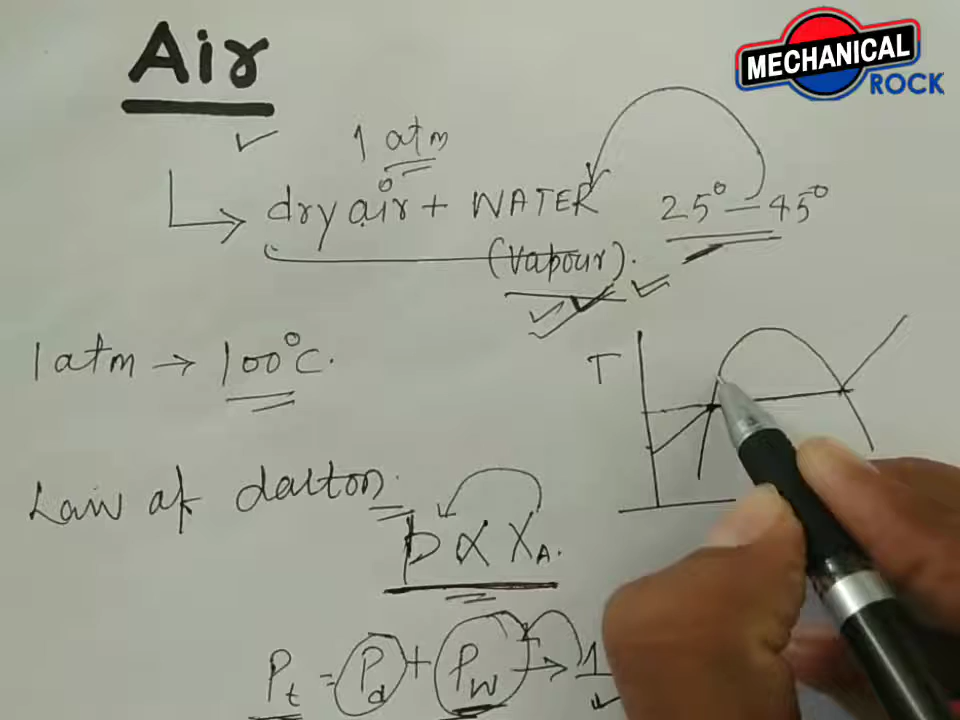 Air
MECHANICAL
ROCK
1 atm
dry air + WATER 25° - 45°
(Vapour).
1 atm → 100°C.
T
Law of dalton.
P ∝ X_A.
P_t = P_d + P_w → 1